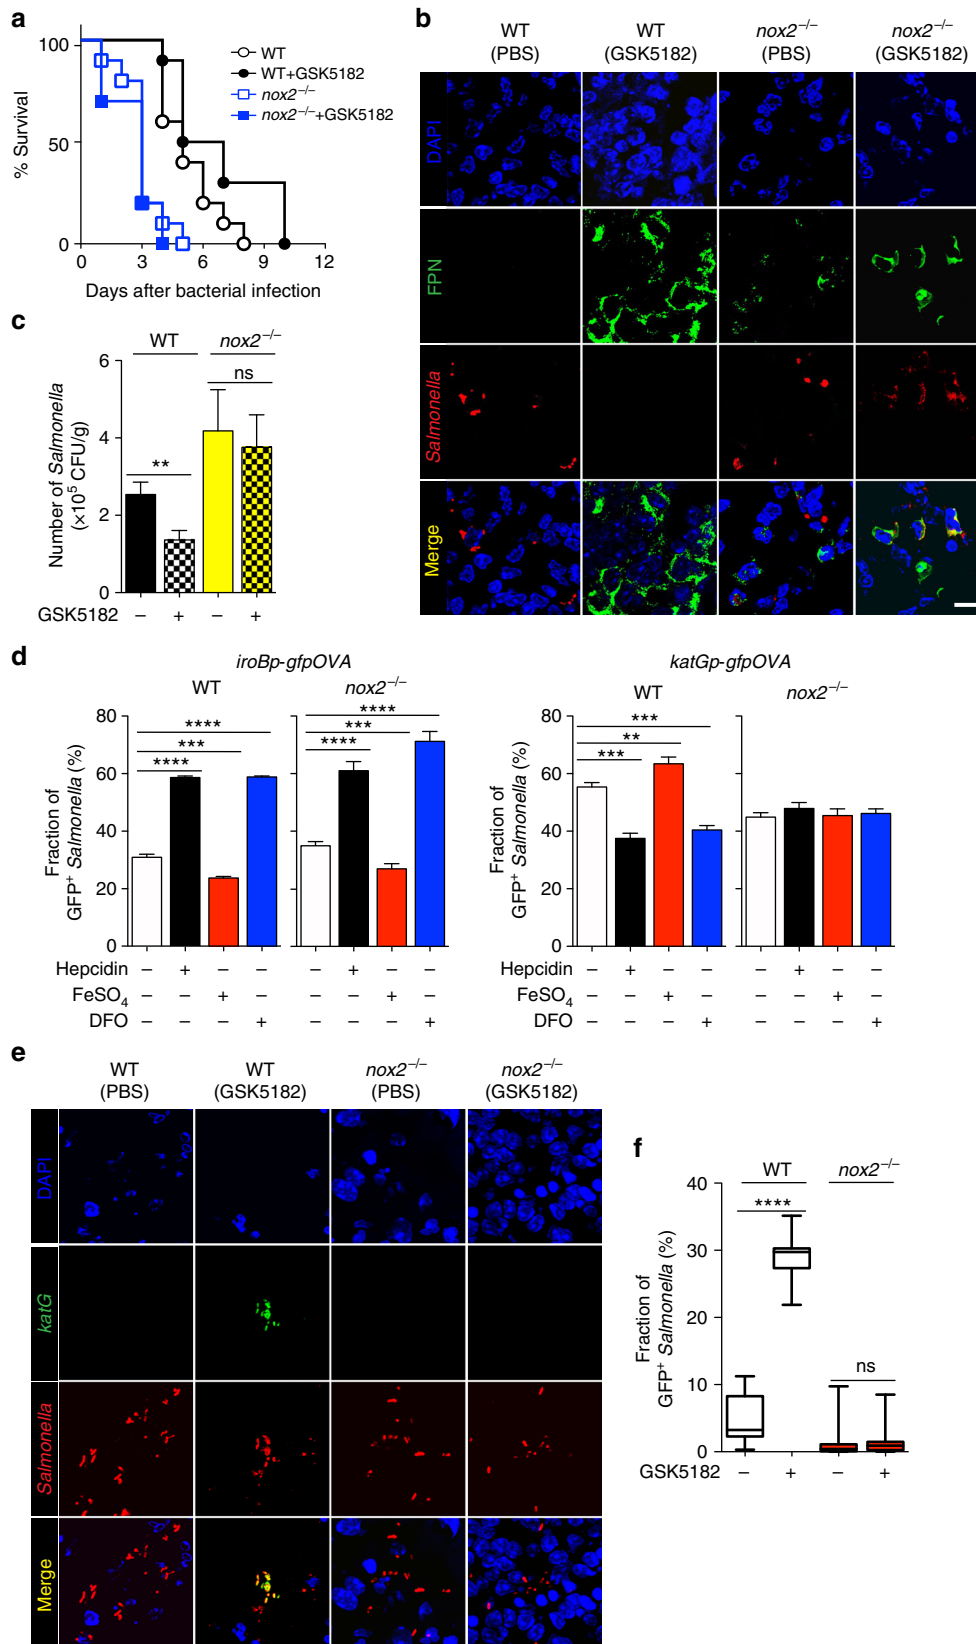 a
100
50
0
% Survival
0 3 6 9 12
Days after bacterial infection
WT
WT+GSK5182
nox2–/–
nox2–/–+GSK5182
b
WT (PBS)
WT (GSK5182)
nox2–/– (PBS)
nox2–/– (GSK5182)
DAPI
FPN
Salmonella
Merge
c
WT nox2–/–
6
4
2
0
Number of Salmonella
(×10⁵ CFU/g)
**
ns
GSK5182 – + – +
d
iroBp-gfpOVA
WT nox2–/–
80
60
40
20
0
Fraction of
GFP⁺ Salmonella (%)
****
***
****
****
***
****
Hepcidin – + – – – + – –
FeSO₄ – – + – – – + –
DFO – – – + – – – +
katGp-gfpOVA
WT nox2–/–
80
60
40
20
0
Fraction of
GFP⁺ Salmonella (%)
***
**
***
Hepcidin – + – – – + – –
FeSO₄ – – + – – – + –
DFO – – – + – – – +
e
WT (PBS)
WT (GSK5182)
nox2–/– (PBS)
nox2–/– (GSK5182)
DAPI
katG
Salmonella
Merge
f
WT nox2–/–
40
30
20
10
0
Fraction of
GFP⁺ Salmonella (%)
****
ns
GSK5182 – + – +